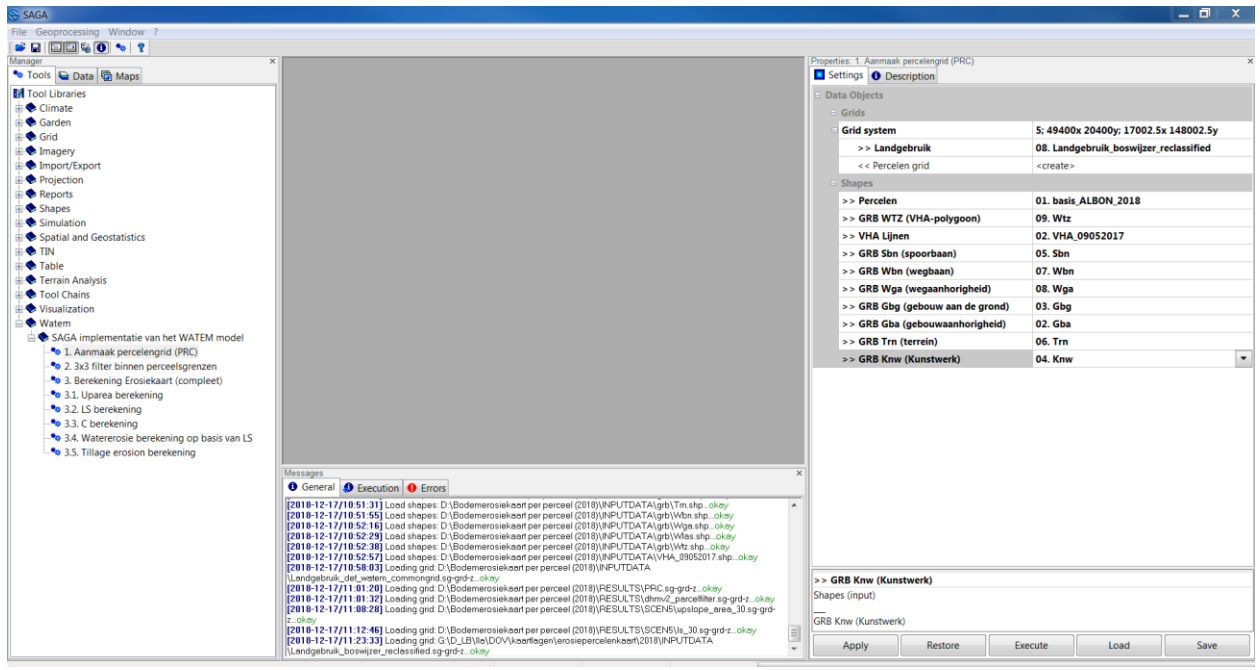 SAGA
File Geoprocessing Window ?
Manager
Tools Data Maps
Tool Libraries
Climate
Garden
Grid
Imagery
Import/Export
Projection
Reports
Shapes
Simulation
Spatial and Geostatistics
TIN
Table
Terrain Analysis
Tool Chains
Visualization
Watem
SAGA implementatie van het WATEM model
1. Aanmaak percelengrid (PRC)
2. 3x3 filter binnen perceelsgrenzen
3. Berekening Erosiekaart (compleet)
3.1. Uparea berekening
3.2. LS berekening
3.3. C berekening
3.4. Watererosie berekening op basis van LS
3.5. Tillage erosion berekening
Messages
General Execution Errors
[2018-12-17/10:51:31] Load shapes: D:\Bodemerosiekaart per perceel (2018)\INPUTDATA\grb\Trn.shp...okay
[2018-12-17/10:51:55] Load shapes: D:\Bodemerosiekaart per perceel (2018)\INPUTDATA\grb\Wbn.shp...okay
[2018-12-17/10:52:16] Load shapes: D:\Bodemerosiekaart per perceel (2018)\INPUTDATA\grb\Wga.shp...okay
[2018-12-17/10:52:29] Load shapes: D:\Bodemerosiekaart per perceel (2018)\INPUTDATA\grb\Wlas.shp...okay
[2018-12-17/10:52:38] Load shapes: D:\Bodemerosiekaart per perceel (2018)\INPUTDATA\grb\Wtz.shp...okay
[2018-12-17/10:52:57] Load shapes: D:\Bodemerosiekaart per perceel (2018)\INPUTDATA\VHA_09052017.shp...okay
[2018-12-17/10:58:03] Loading grid: D:\Bodemerosiekaart per perceel (2018)\INPUTDATA
\Landgebruik_def_watem_commongrid.sg-grd-z...okay
[2018-12-17/11:01:20] Loading grid: D:\Bodemerosiekaart per perceel (2018)\RESULTS\PRC.sg-grd-z...okay
[2018-12-17/11:01:32] Loading grid: D:\Bodemerosiekaart per perceel (2018)\RESULTS\dhmv2_parcelfilter.sg-grd-z...okay
[2018-12-17/11:08:28] Loading grid: D:\Bodemerosiekaart per perceel (2018)\RESULTS\SCEN5\upslope_area_30.sg-grd-
z...okay
[2018-12-17/11:12:46] Loading grid: D:\Bodemerosiekaart per perceel (2018)\RESULTS\SCEN5\ls_30.sg-grd-z...okay
[2018-12-17/11:23:33] Loading grid: G:\D_LB\lla\DOV\kaartlagen\erosiepercelenkaart\2018\INPUTDATA
\Landgebruik_boswijzer_reclassified.sg-grd-z...okay
Properties: 1. Aanmaak percelengrid (PRC)
Settings Description
Data Objects
Grids
Grid system 5; 49400x 20400y; 17002.5x 148002.5y
>> Landgebruik 08. Landgebruik_boswijzer_reclassified
<< Percelen grid <create>
Shapes
>> Percelen 01. basis_ALBON_2018
>> GRB WTZ (VHA-polygoon) 09. Wtz
>> VHA Lijnen 02. VHA_09052017
>> GRB Sbn (spoorbaan) 05. Sbn
>> GRB Wbn (wegbaan) 07. Wbn
>> GRB Wga (wegaanhorigheid) 08. Wga
>> GRB Gbg (gebouw aan de grond) 03. Gbg
>> GRB Gba (gebouwaanhorigheid) 02. Gba
>> GRB Trn (terrein) 06. Trn
>> GRB Knw (Kunstwerk) 04. Knw
>> GRB Knw (Kunstwerk)
Shapes (input)
___
GRB Knw (Kunstwerk)
Apply Restore Execute Load Save